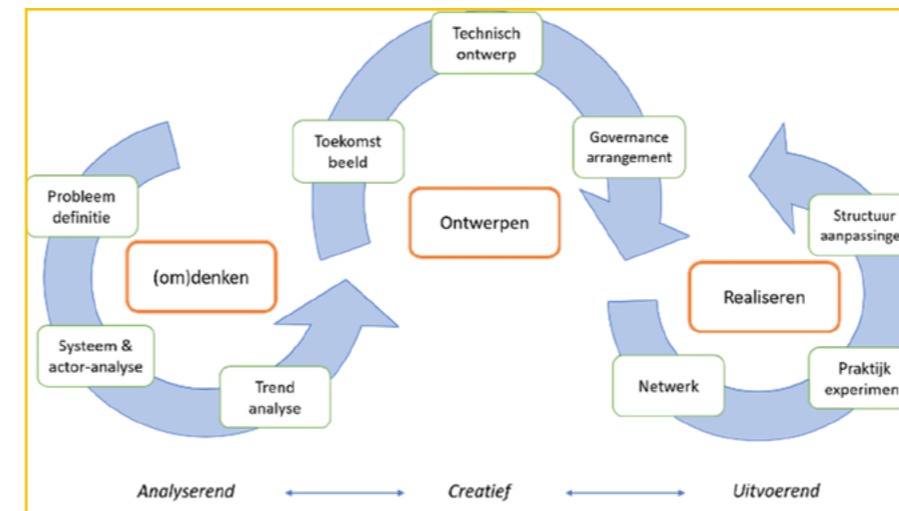 Technisch
ontwerp
Toekomst
beeld
Governance
arrangement
Probleem
definitie
Ontwerpen
Structuur
aanpassinge
(om)denken
Realiseren
Systeem &
actor-analyse
Trend
analyse
Netwerk
Praktijk
experimen
Analyserend
Creatief
Uitvoerend